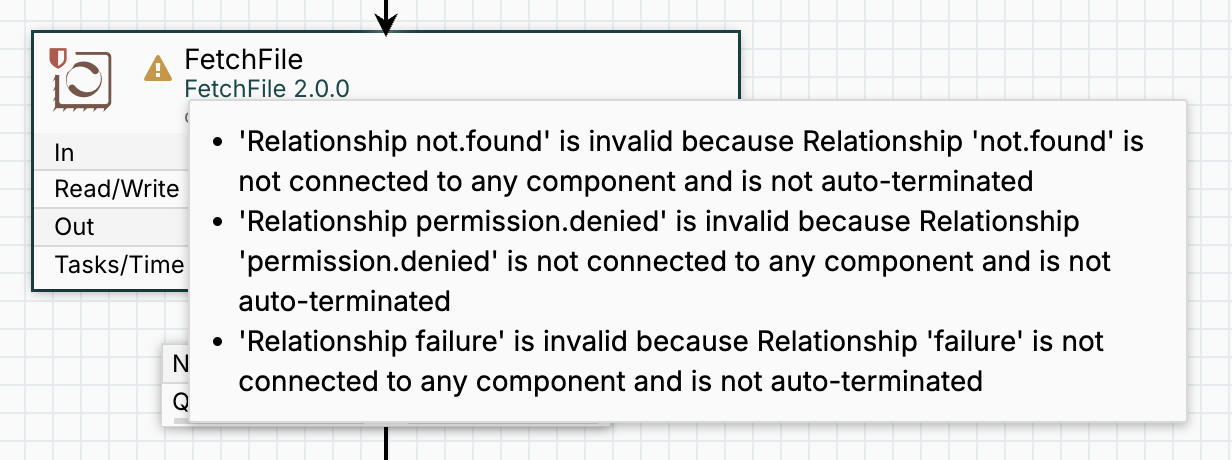 FetchFile
FetchFile 2.0.0
In
Read/Write
Out
Tasks/Time
• 'Relationship not.found' is invalid because Relationship 'not.found' is
not connected to any component and is not auto-terminated
• 'Relationship permission.denied' is invalid because Relationship
'permission.denied' is not connected to any component and is not
auto-terminated
• 'Relationship failure' is invalid because Relationship 'failure' is not
connected to any component and is not auto-terminated
N
Q